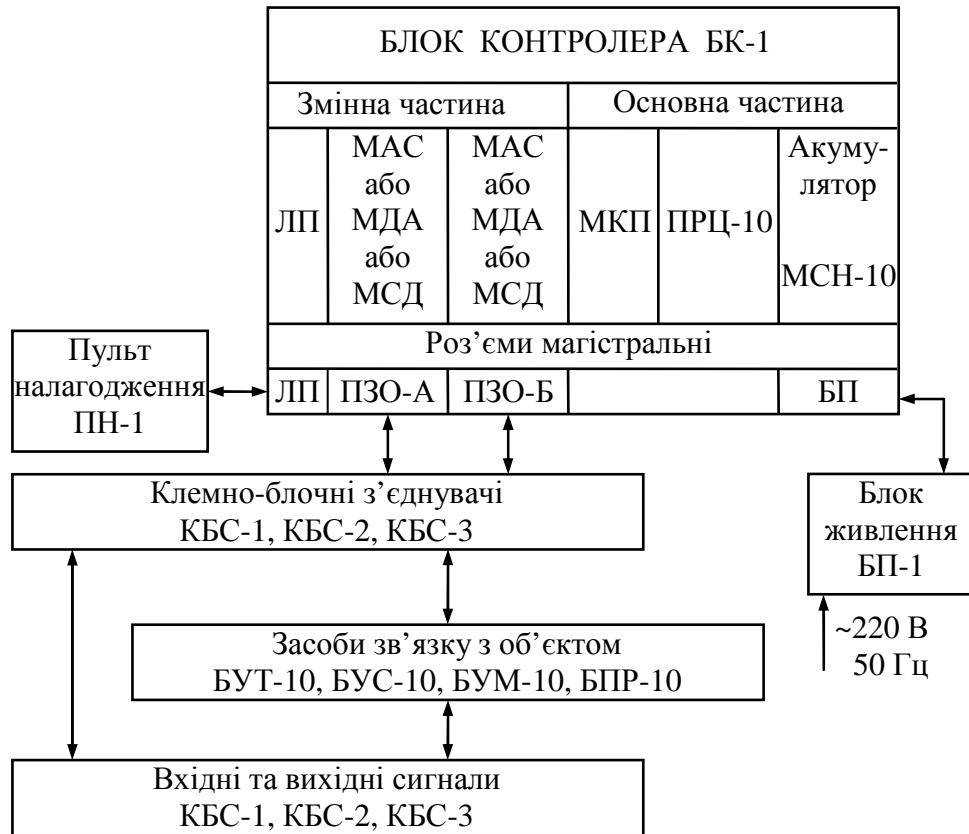 БЛОК КОНТРОЛЕРА БК-1
Змінна частина
Основна частина
ЛП
МАС
або
МДА
або
МСД
МАС
або
МДА
або
МСД
МКП
ПРЦ-10
Акуму-
лятор
МСН-10
Роз’єми магістральні
ЛП
ПЗО-А
ПЗО-Б
БП
Пульт
налагодження
ПН-1
Клемно-блочні з’єднувачі
КБС-1, КБС-2, КБС-3
Блок
живлення
БП-1
~220 В
50 Гц
Засоби зв’язку з об’єктом
БУТ-10, БУС-10, БУМ-10, БПР-10
Вхідні та вихідні сигнали
КБС-1, КБС-2, КБС-3